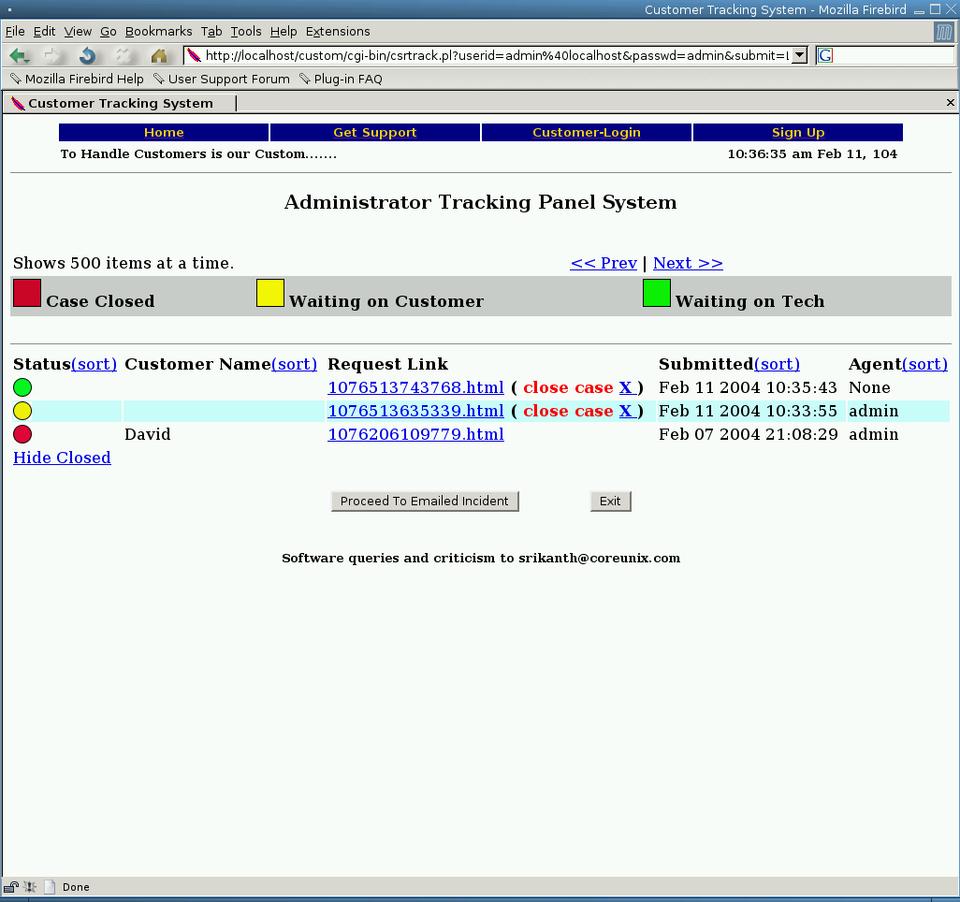 Customer Tracking System - Mozilla Firebird
File Edit View Go Bookmarks Tab Tools Help Extensions
http://localhost/custom/cgi-bin/csrtrack.pl?userid=admin%40localhost&passwd=admin&submit=l G
Mozilla Firebird Help User Support Forum Plug-in FAQ
Customer Tracking System
Home Get Support Customer-Login Sign Up
To Handle Customers is our Custom....... 10:36:35 am Feb 11, 104
Administrator Tracking Panel System
Shows 500 items at a time. << Prev | Next >>
Case Closed Waiting on Customer Waiting on Tech
Status(sort) Customer Name(sort) Request Link Submitted(sort) Agent(sort)
1076513743768.html ( close case X ) Feb 11 2004 10:35:43 None
1076513635339.html ( close case X ) Feb 11 2004 10:33:55 admin
David 1076206109779.html Feb 07 2004 21:08:29 admin
Hide Closed
Proceed To Emailed Incident Exit
Software queries and criticism to srikanth@coreunix.com
Done